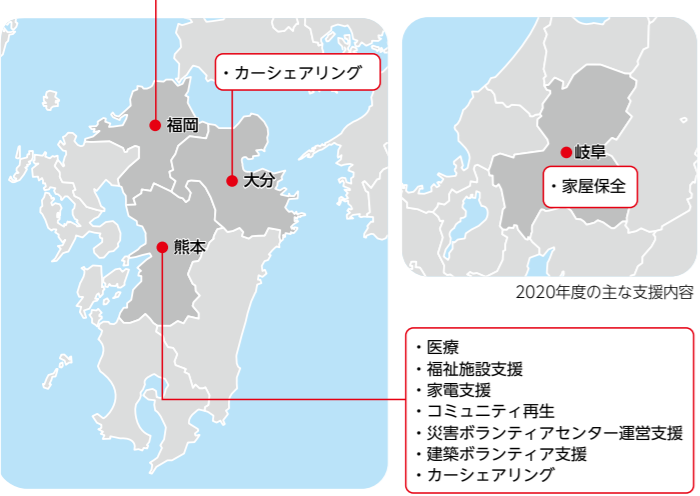 ・カーシェアリング
福岡
大分
熊本
岐阜
・家屋保全
2020年度の主な支援内容
・医療
・福祉施設支援
・家電支援
・コミュニティ再生
・災害ボランティアセンター運営支援
・建築ボランティア支援
・カーシェアリング